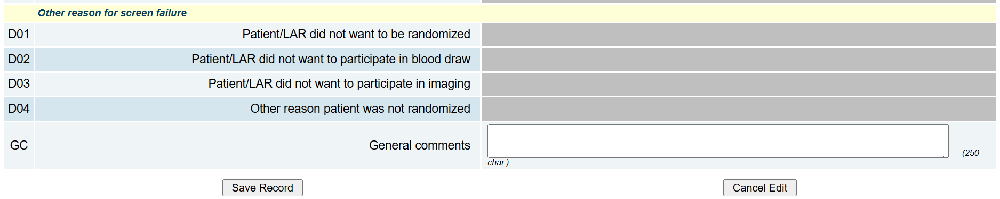 Other reason for screen failure
D01 Patient/LAR did not want to be randomized
D02 Patient/LAR did not want to participate in blood draw
D03 Patient/LAR did not want to participate in imaging
D04 Other reason patient was not randomized
GC General comments (250
char.)
Save Record Cancel Edit